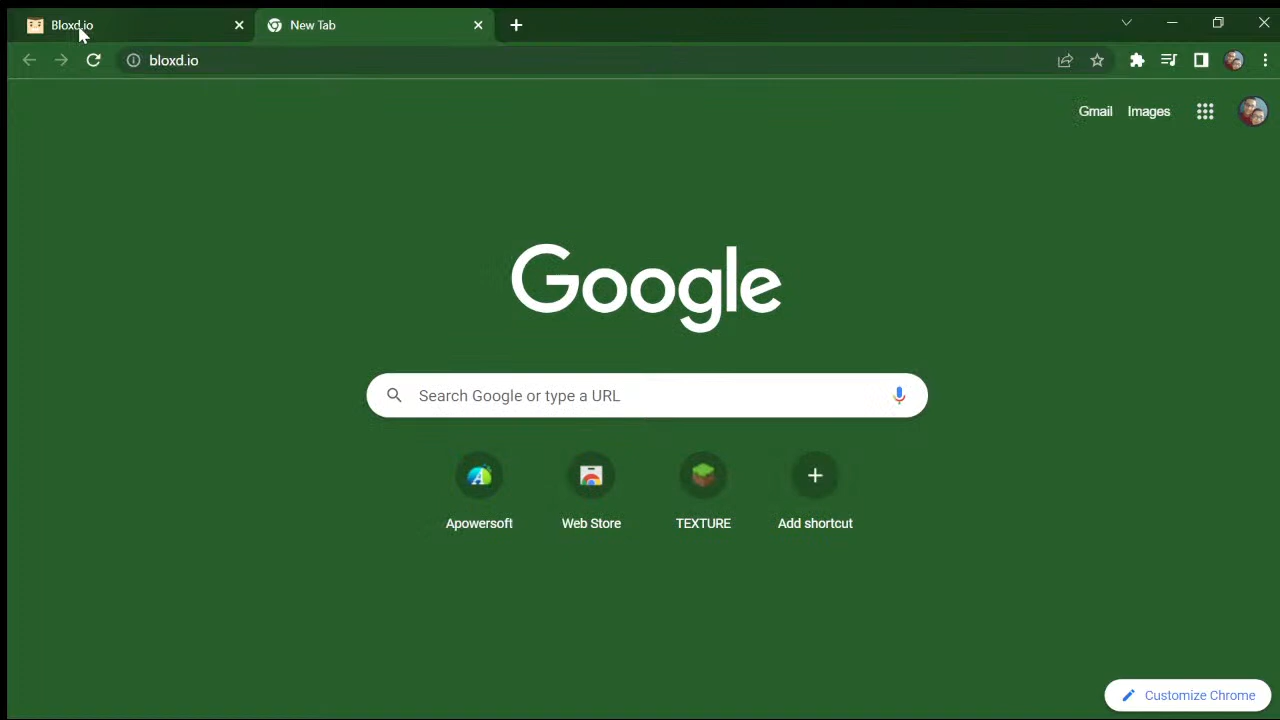 Bloxd.io
New Tab
bloxd.io
Gmail Images
Google
Search Google or type a URL
Apowersoft Web Store TEXTURE Add shortcut
Customize Chrome